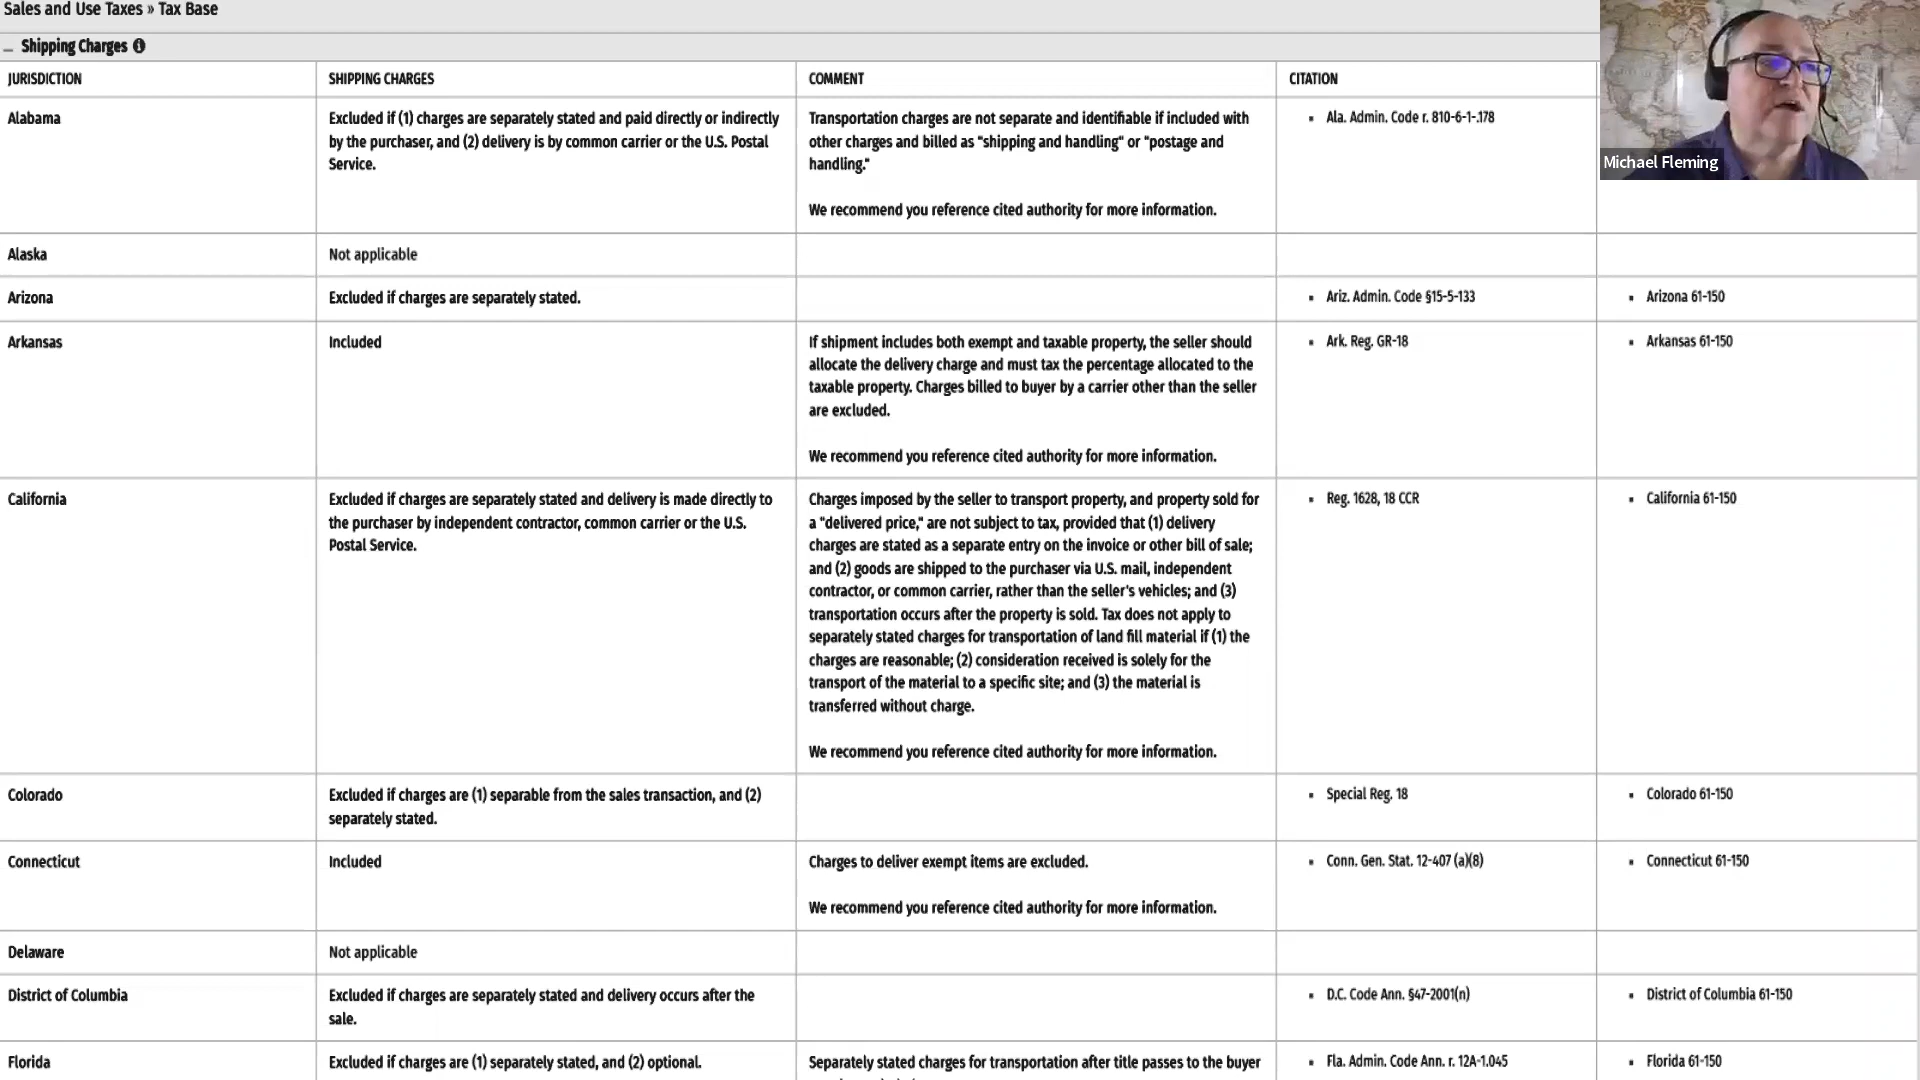 Sales and Use Taxes » Tax Base
Shipping Charges
JURISDICTION
SHIPPING CHARGES
COMMENT
CITATION
Michael Fleming
Alabama
Excluded if (1) charges are separately stated and paid directly or indirectly
by the purchaser, and (2) delivery is by common carrier or the U.S. Postal
Service.
Transportation charges are not separate and identifiable if included with
other charges and billed as "shipping and handling" or "postage and
handling."
We recommend you reference cited authority for more information.
▪ Ala. Admin. Code r. 810-6-1-.178
Alaska
Not applicable
Arizona
Excluded if charges are separately stated.
▪ Ariz. Admin. Code §15-5-133
▪ Arizona 61-150
Arkansas
Included
If shipment includes both exempt and taxable property, the seller should
allocate the delivery charge and must tax the percentage allocated to the
taxable property. Charges billed to buyer by a carrier other than the seller
are excluded.
We recommend you reference cited authority for more information.
▪ Ark. Reg. GR-18
▪ Arkansas 61-150
California
Excluded if charges are separately stated and delivery is made directly to
the purchaser by independent contractor, common carrier or the U.S.
Postal Service.
Charges imposed by the seller to transport property, and property sold for
a "delivered price," are not subject to tax, provided that (1) delivery
charges are stated as a separate entry on the invoice or other bill of sale;
and (2) goods are shipped to the purchaser via U.S. mail, independent
contractor, or common carrier, rather than the seller's vehicles; and (3)
transportation occurs after the property is sold. Tax does not apply to
separately stated charges for transportation of land fill material if (1) the
charges are reasonable; (2) consideration received is solely for the
transport of the material to a specific site; and (3) the material is
transferred without charge.
We recommend you reference cited authority for more information.
▪ Reg. 1628, 18 CCR
▪ California 61-150
Colorado
Excluded if charges are (1) separable from the sales transaction, and (2)
separately stated.
▪ Special Reg. 18
▪ Colorado 61-150
Connecticut
Included
Charges to deliver exempt items are excluded.
We recommend you reference cited authority for more information.
▪ Conn. Gen. Stat. 12-407 (a)(8)
▪ Connecticut 61-150
Delaware
Not applicable
District of Columbia
Excluded if charges are separately stated and delivery occurs after the
sale.
▪ D.C. Code Ann. §47-2001(n)
▪ District of Columbia 61-150
Florida
Excluded if charges are (1) separately stated, and (2) optional.
Separately stated charges for transportation after title passes to the buyer
▪ Fla. Admin. Code Ann. r. 12A-1.045
▪ Florida 61-150